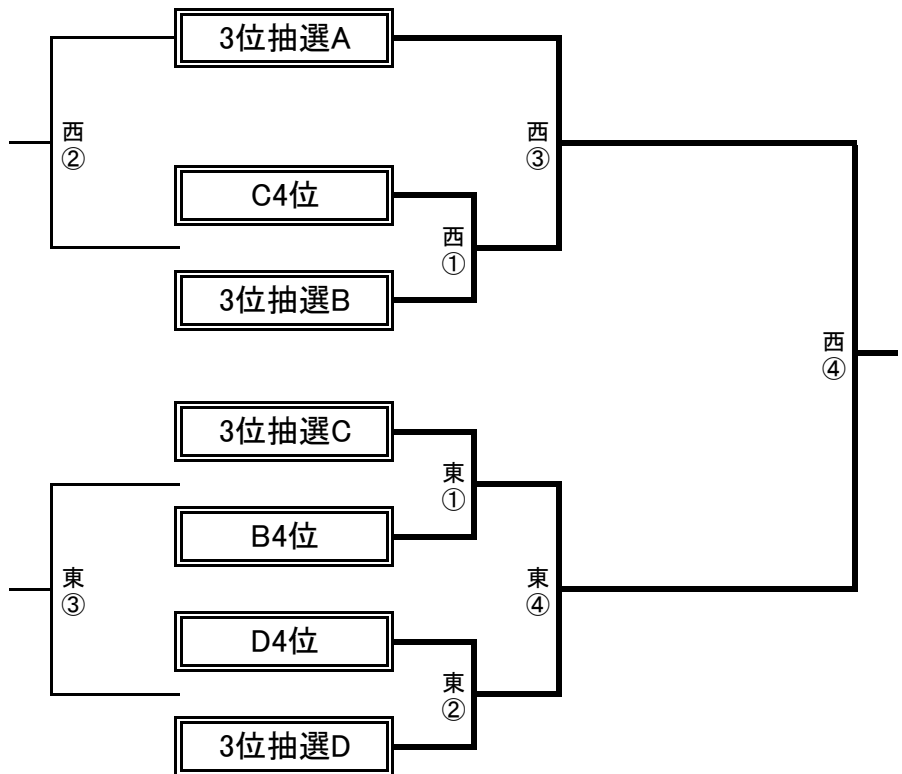 3位抽選A
西
②
西
③
C4位
西
①
3位抽選B
西
④
3位抽選C
東
①
B4位
東
③
東
④
D4位
東
②
3位抽選D